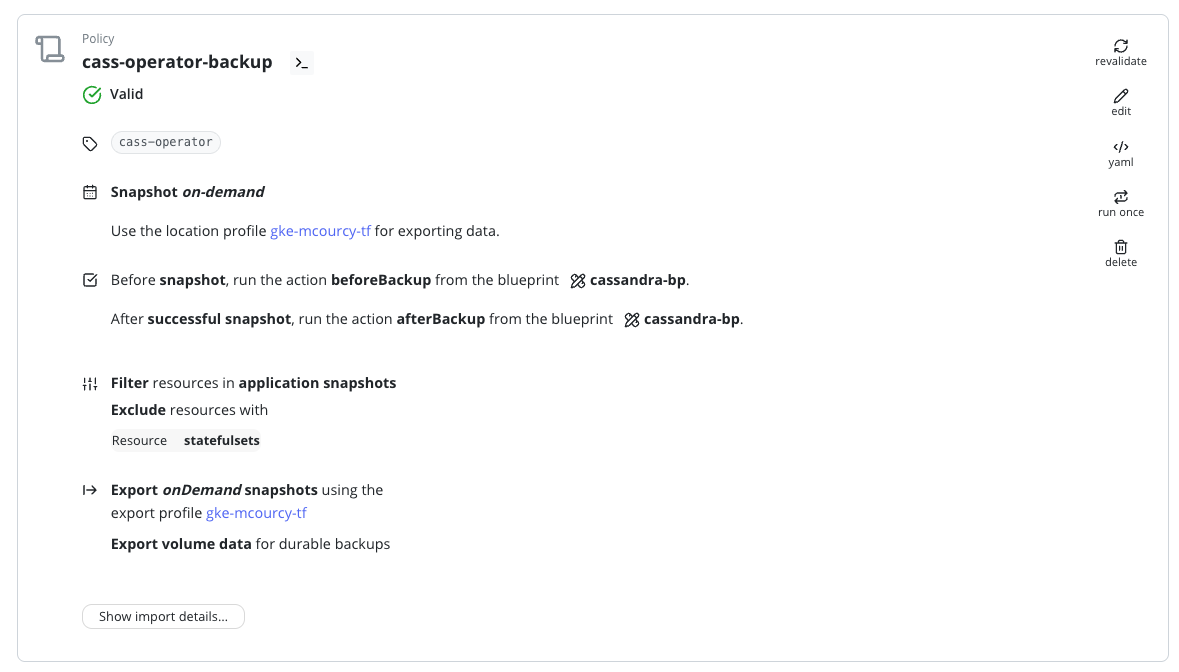 Policy
cass-operator-backup >_
Valid
cass-operator
Snapshot on-demand
Use the location profile gke-mcourcy-tf for exporting data.
Before snapshot, run the action beforeBackup from the blueprint cassandra-bp.
After successful snapshot, run the action afterBackup from the blueprint cassandra-bp.
Filter resources in application snapshots
Exclude resources with
Resource statefulsets
Export onDemand snapshots using the
export profile gke-mcourcy-tf
Export volume data for durable backups
Show import details...
revalidate
edit
</>
yaml
run once
delete